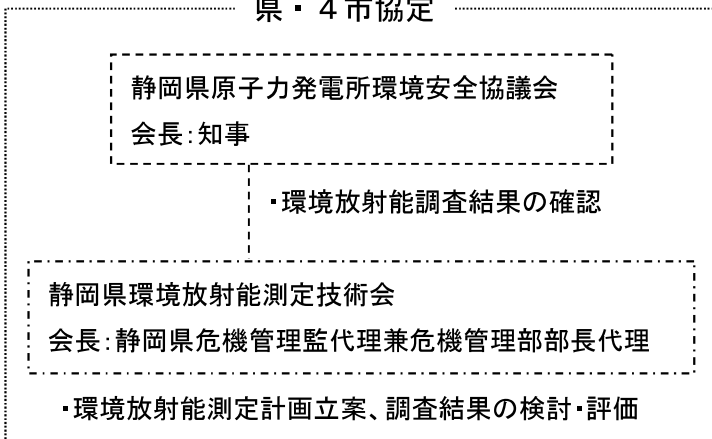 県・４市協定
静岡県原子力発電所環境安全協議会
会長：知事
・環境放射能調査結果の確認
静岡県環境放射能測定技術会
会長：静岡県危機管理監代理兼危機管理部部長代理
・環境放射能測定計画立案、調査結果の検討・評価